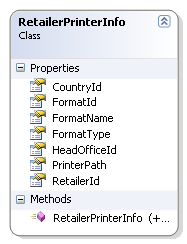 RetailerPrinterInfo
Class
Properties
CountryId
FormatId
FormatName
FormatType
HeadOfficeId
PrinterPath
RetailerId
Methods
RetailerPrinterInfo (+...